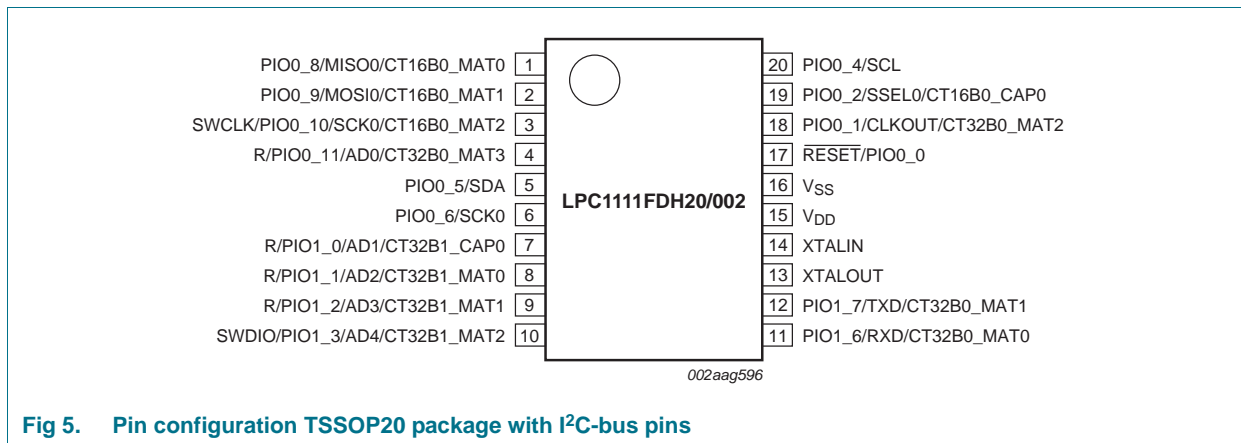 PIO0_8/MISO0/CT16B0_MAT0 1
PIO0_9/MOSI0/CT16B0_MAT1 2
SWCLK/PIO0_10/SCK0/CT16B0_MAT2 3
R/PIO0_11/AD0/CT32B0_MAT3 4
PIO0_5/SDA 5
PIO0_6/SCK0 6
R/PIO1_0/AD1/CT32B1_CAP0 7
R/PIO1_1/AD2/CT32B1_MAT0 8
R/PIO1_2/AD3/CT32B1_MAT1 9
SWDIO/PIO1_3/AD4/CT32B1_MAT2 10
LPC1111FDH20/002
20 PIO0_4/SCL
19 PIO0_2/SSEL0/CT16B0_CAP0
18 PIO0_1/CLKOUT/CT32B0_MAT2
17 RESET/PIO0_0
16 VSS
15 VDD
14 XTALIN
13 XTALOUT
12 PIO1_7/TXD/CT32B0_MAT1
11 PIO1_6/RXD/CT32B0_MAT0
002aag596
Fig 5. Pin configuration TSSOP20 package with I²C-bus pins